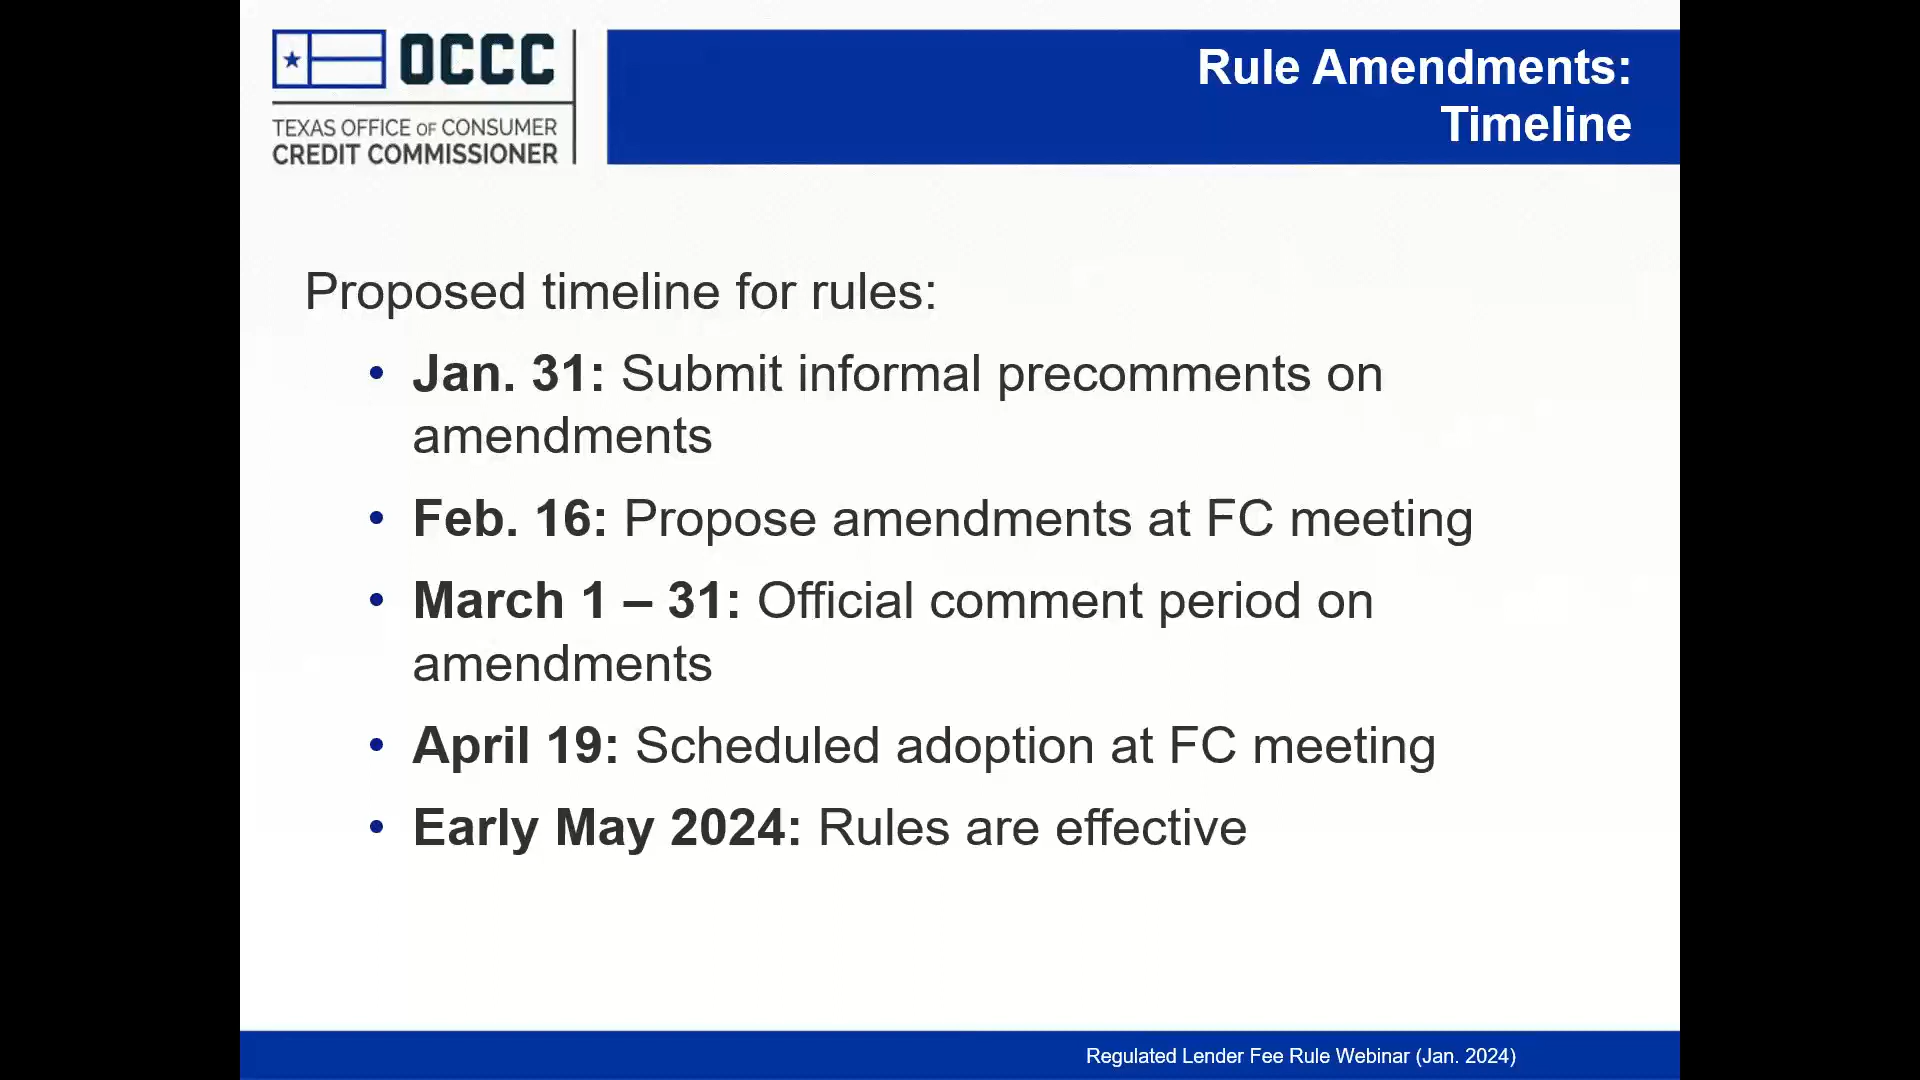 OCCC
TEXAS OFFICE OF CONSUMER
CREDIT COMMISSIONER
Rule Amendments:
Timeline
Proposed timeline for rules:
• Jan. 31: Submit informal precomments on
amendments
• Feb. 16: Propose amendments at FC meeting
• March 1 – 31: Official comment period on
amendments
• April 19: Scheduled adoption at FC meeting
• Early May 2024: Rules are effective
Regulated Lender Fee Rule Webinar (Jan. 2024)